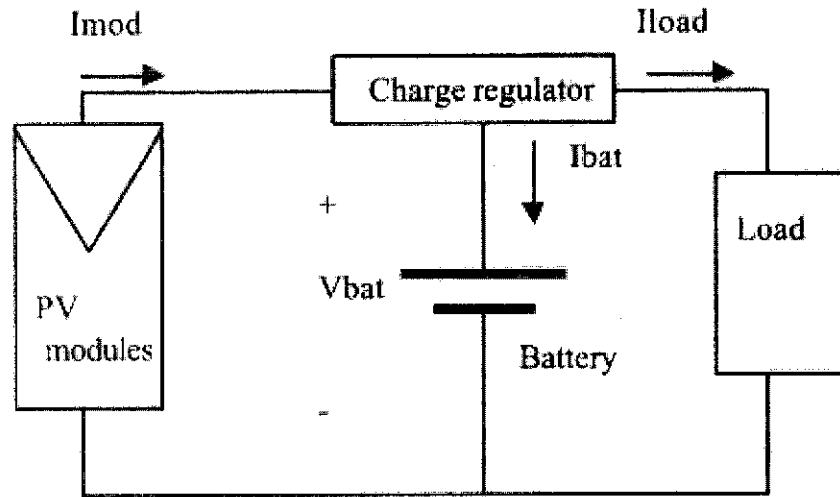 Imod
Iload
Charge regulator
Ibat
+
Vbat
Load
PV
modules
Battery
-